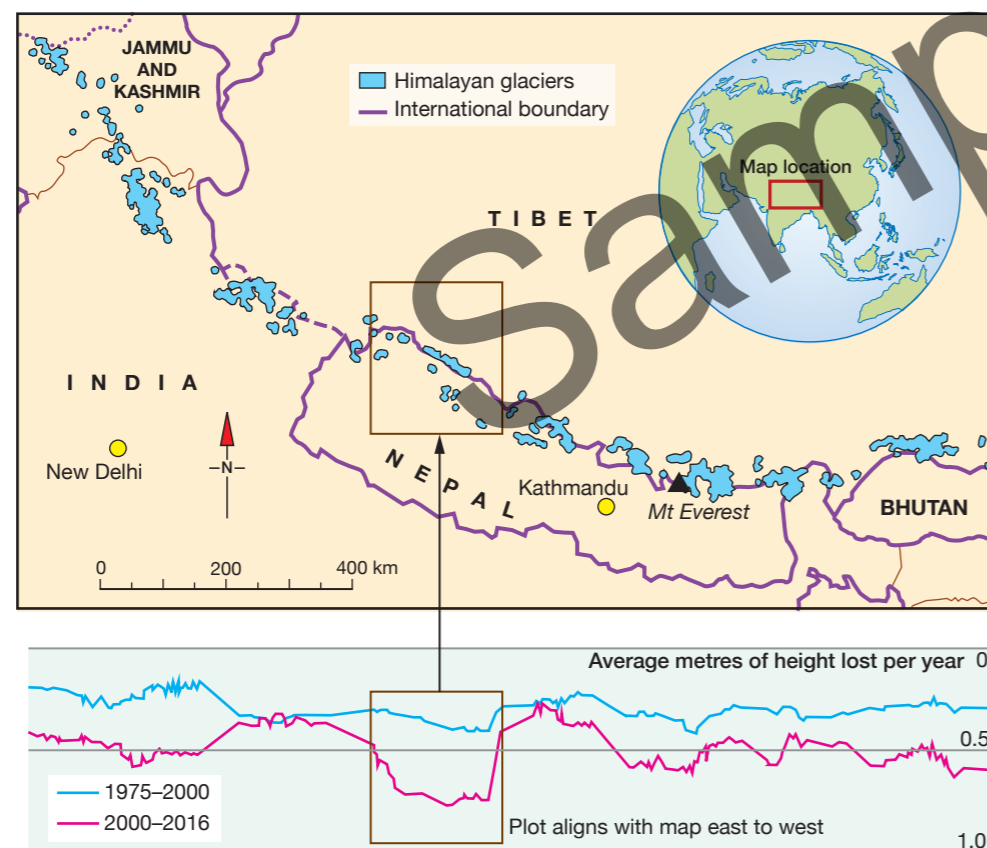 JAMMU
AND
KASHMIR
Himalayan glaciers
International boundary
Map location
TIBET
INDIA
New Delhi
–N–
NEPAL
Kathmandu
Mt Everest
BHUTAN
0 200 400 km
Average metres of height lost per year 0
0.5
1975–2000
2000–2016
Plot aligns with map east to west
1.0
Samp